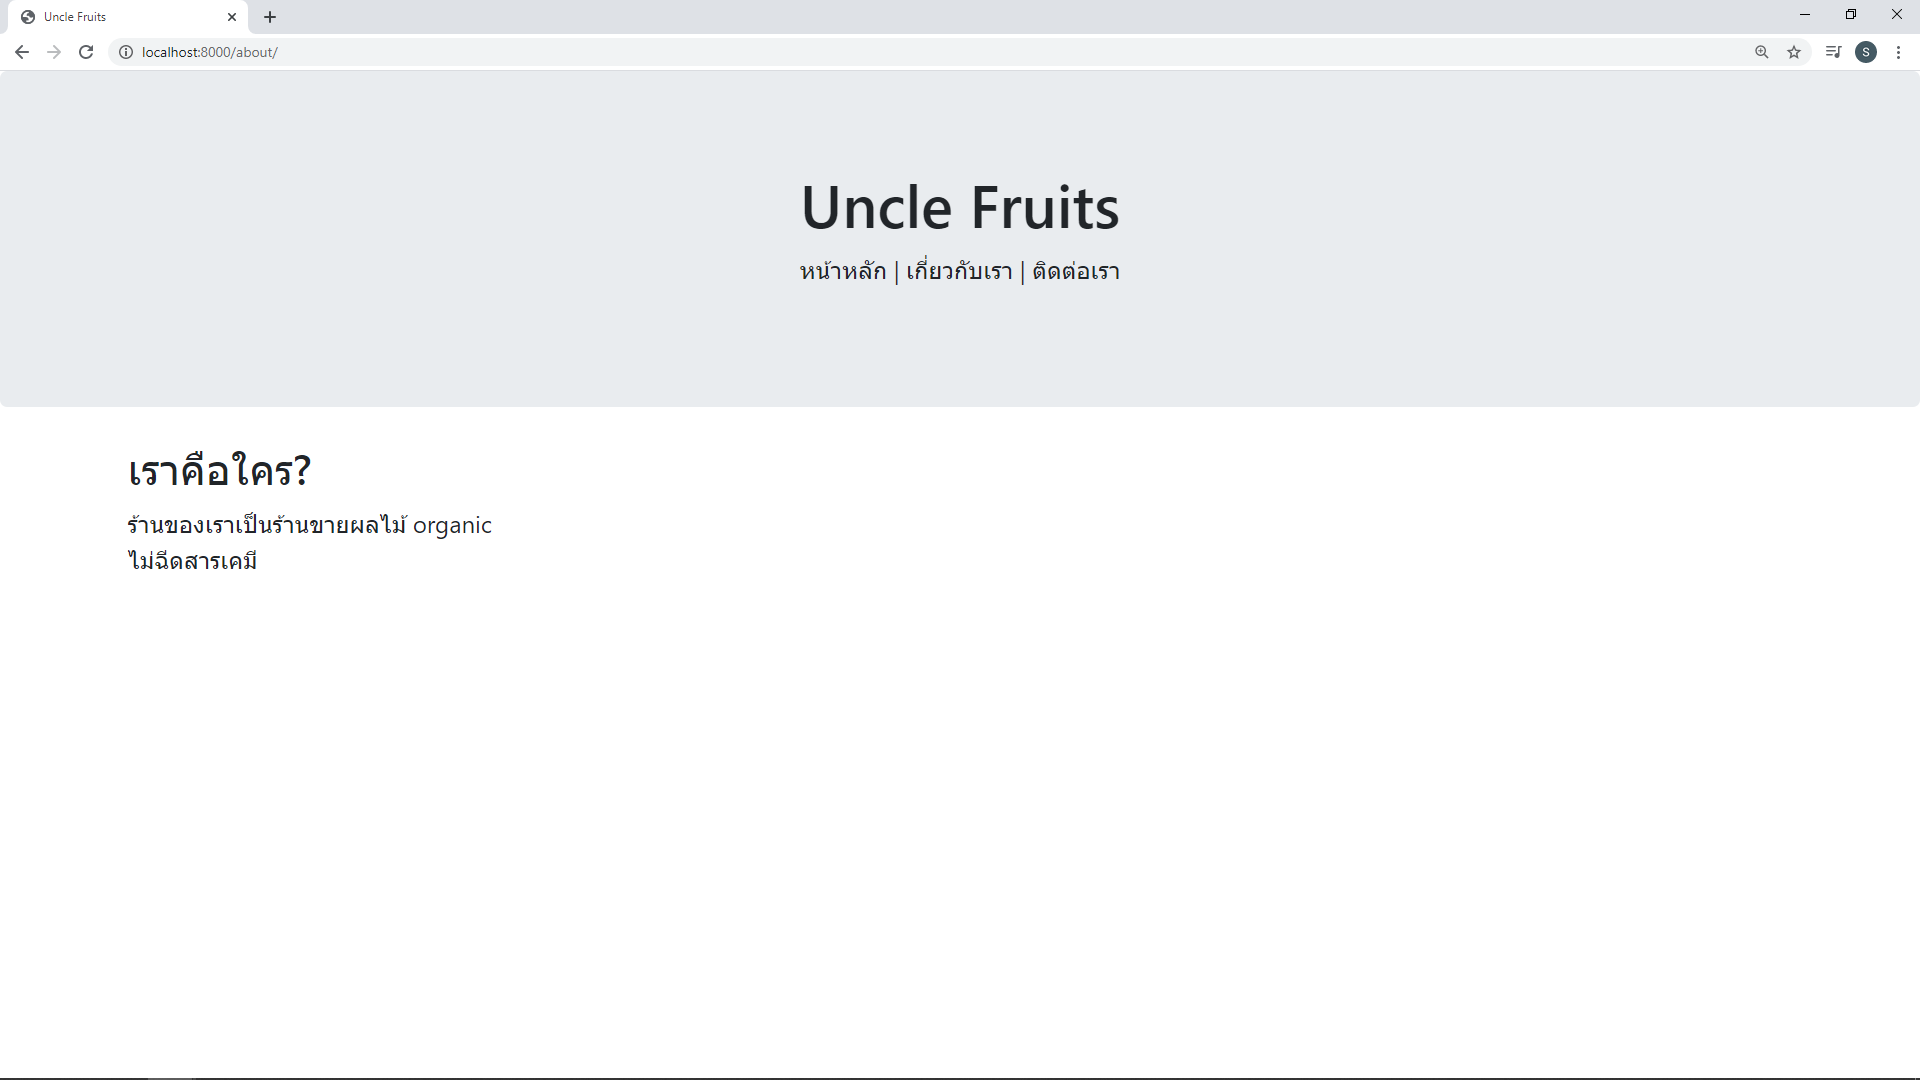 Uncle Fruits
localhost:8000/about/
S
Uncle Fruits
หน้าหลัก | เกี่ยวกับเรา | ติดต่อเรา
เราคือใคร?
ร้านของเราเป็นร้านขายผลไม้ organic
ไม่ฉีดสารเคมี